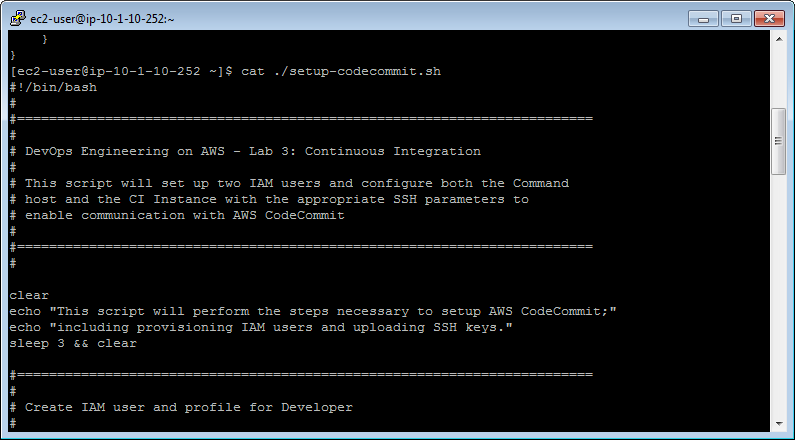 ec2-user@ip-10-1-10-252:~
    }
}
[ec2-user@ip-10-1-10-252 ~]$ cat ./setup-codecommit.sh
#!/bin/bash
#
#========================================================================
#
# DevOps Engineering on AWS - Lab 3: Continuous Integration
#
# This script will set up two IAM users and configure both the Command
# host and the CI Instance with the appropriate SSH parameters to
# enable communication with AWS CodeCommit
#
#========================================================================
#
clear
echo "This script will perform the steps necessary to setup AWS CodeCommit;"
echo "including provisioning IAM users and uploading SSH keys."
sleep 3 && clear
#========================================================================
#
# Create IAM user and profile for Developer
#